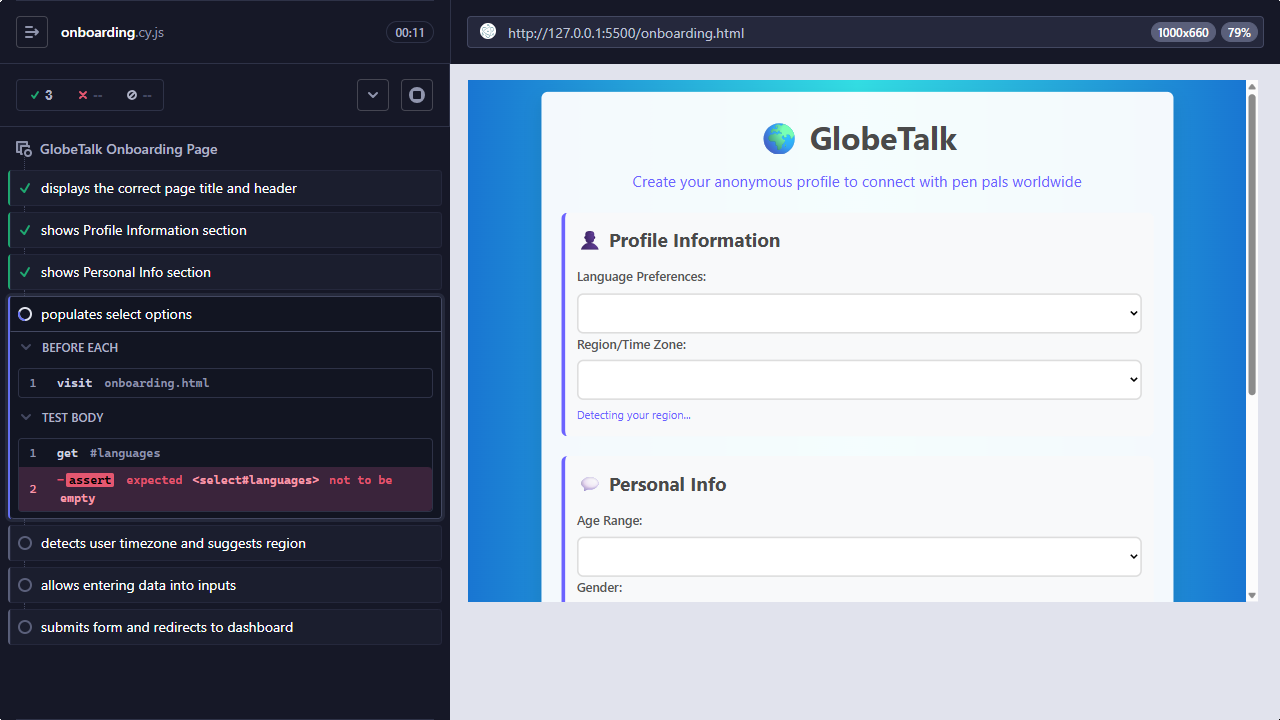 onboarding.cy.js
00:11
3
--
--
GlobeTalk Onboarding Page
displays the correct page title and header
shows Profile Information section
shows Personal Info section
populates select options
BEFORE EACH
1 visit onboarding.html
TEST BODY
1 get #languages
2 -assert expected <select#languages> not to be
empty
detects user timezone and suggests region
allows entering data into inputs
submits form and redirects to dashboard
http://127.0.0.1:5500/onboarding.html
1000x660
79%
GlobeTalk
Create your anonymous profile to connect with pen pals worldwide
Profile Information
Language Preferences:
Region/Time Zone:
Detecting your region...
Personal Info
Age Range:
Gender: